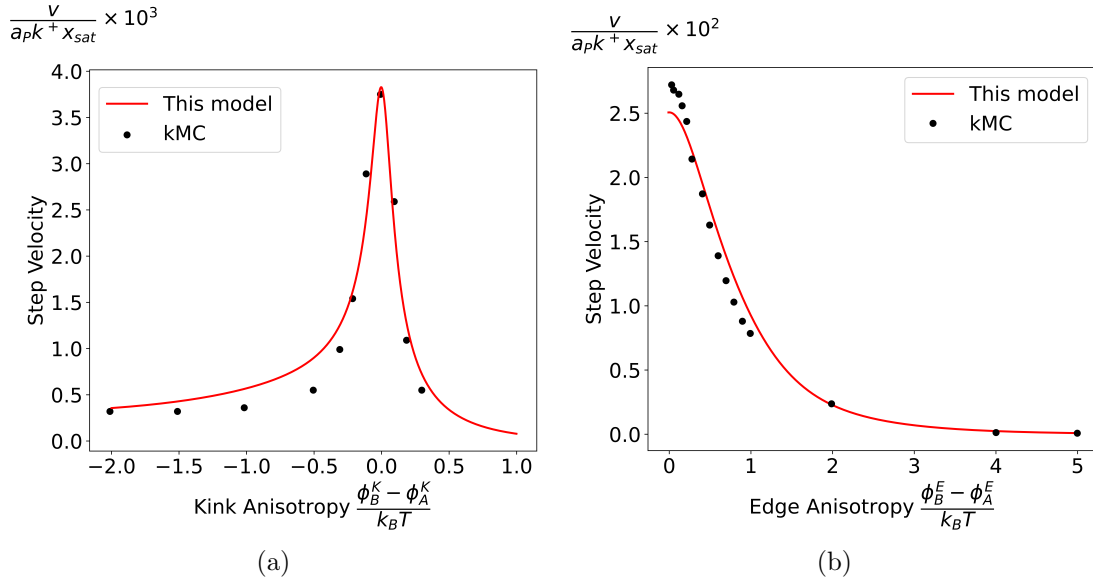 v/(a_P k^+ x_sat) × 10^3
4.0
3.5
3.0
2.5
2.0
1.5
1.0
0.5
0.0
Step Velocity
This model
kMC
−2.0 −1.5 −1.0 −0.5 0.0 0.5 1.0
Kink Anisotropy (ϕ_B^K − ϕ_A^K)/(k_B T)
(a)
v/(a_P k^+ x_sat) × 10^2
2.5
2.0
1.5
1.0
0.5
0.0
Step Velocity
This model
kMC
0 1 2 3 4 5
Edge Anisotropy (ϕ_B^E − ϕ_A^E)/(k_B T)
(b)